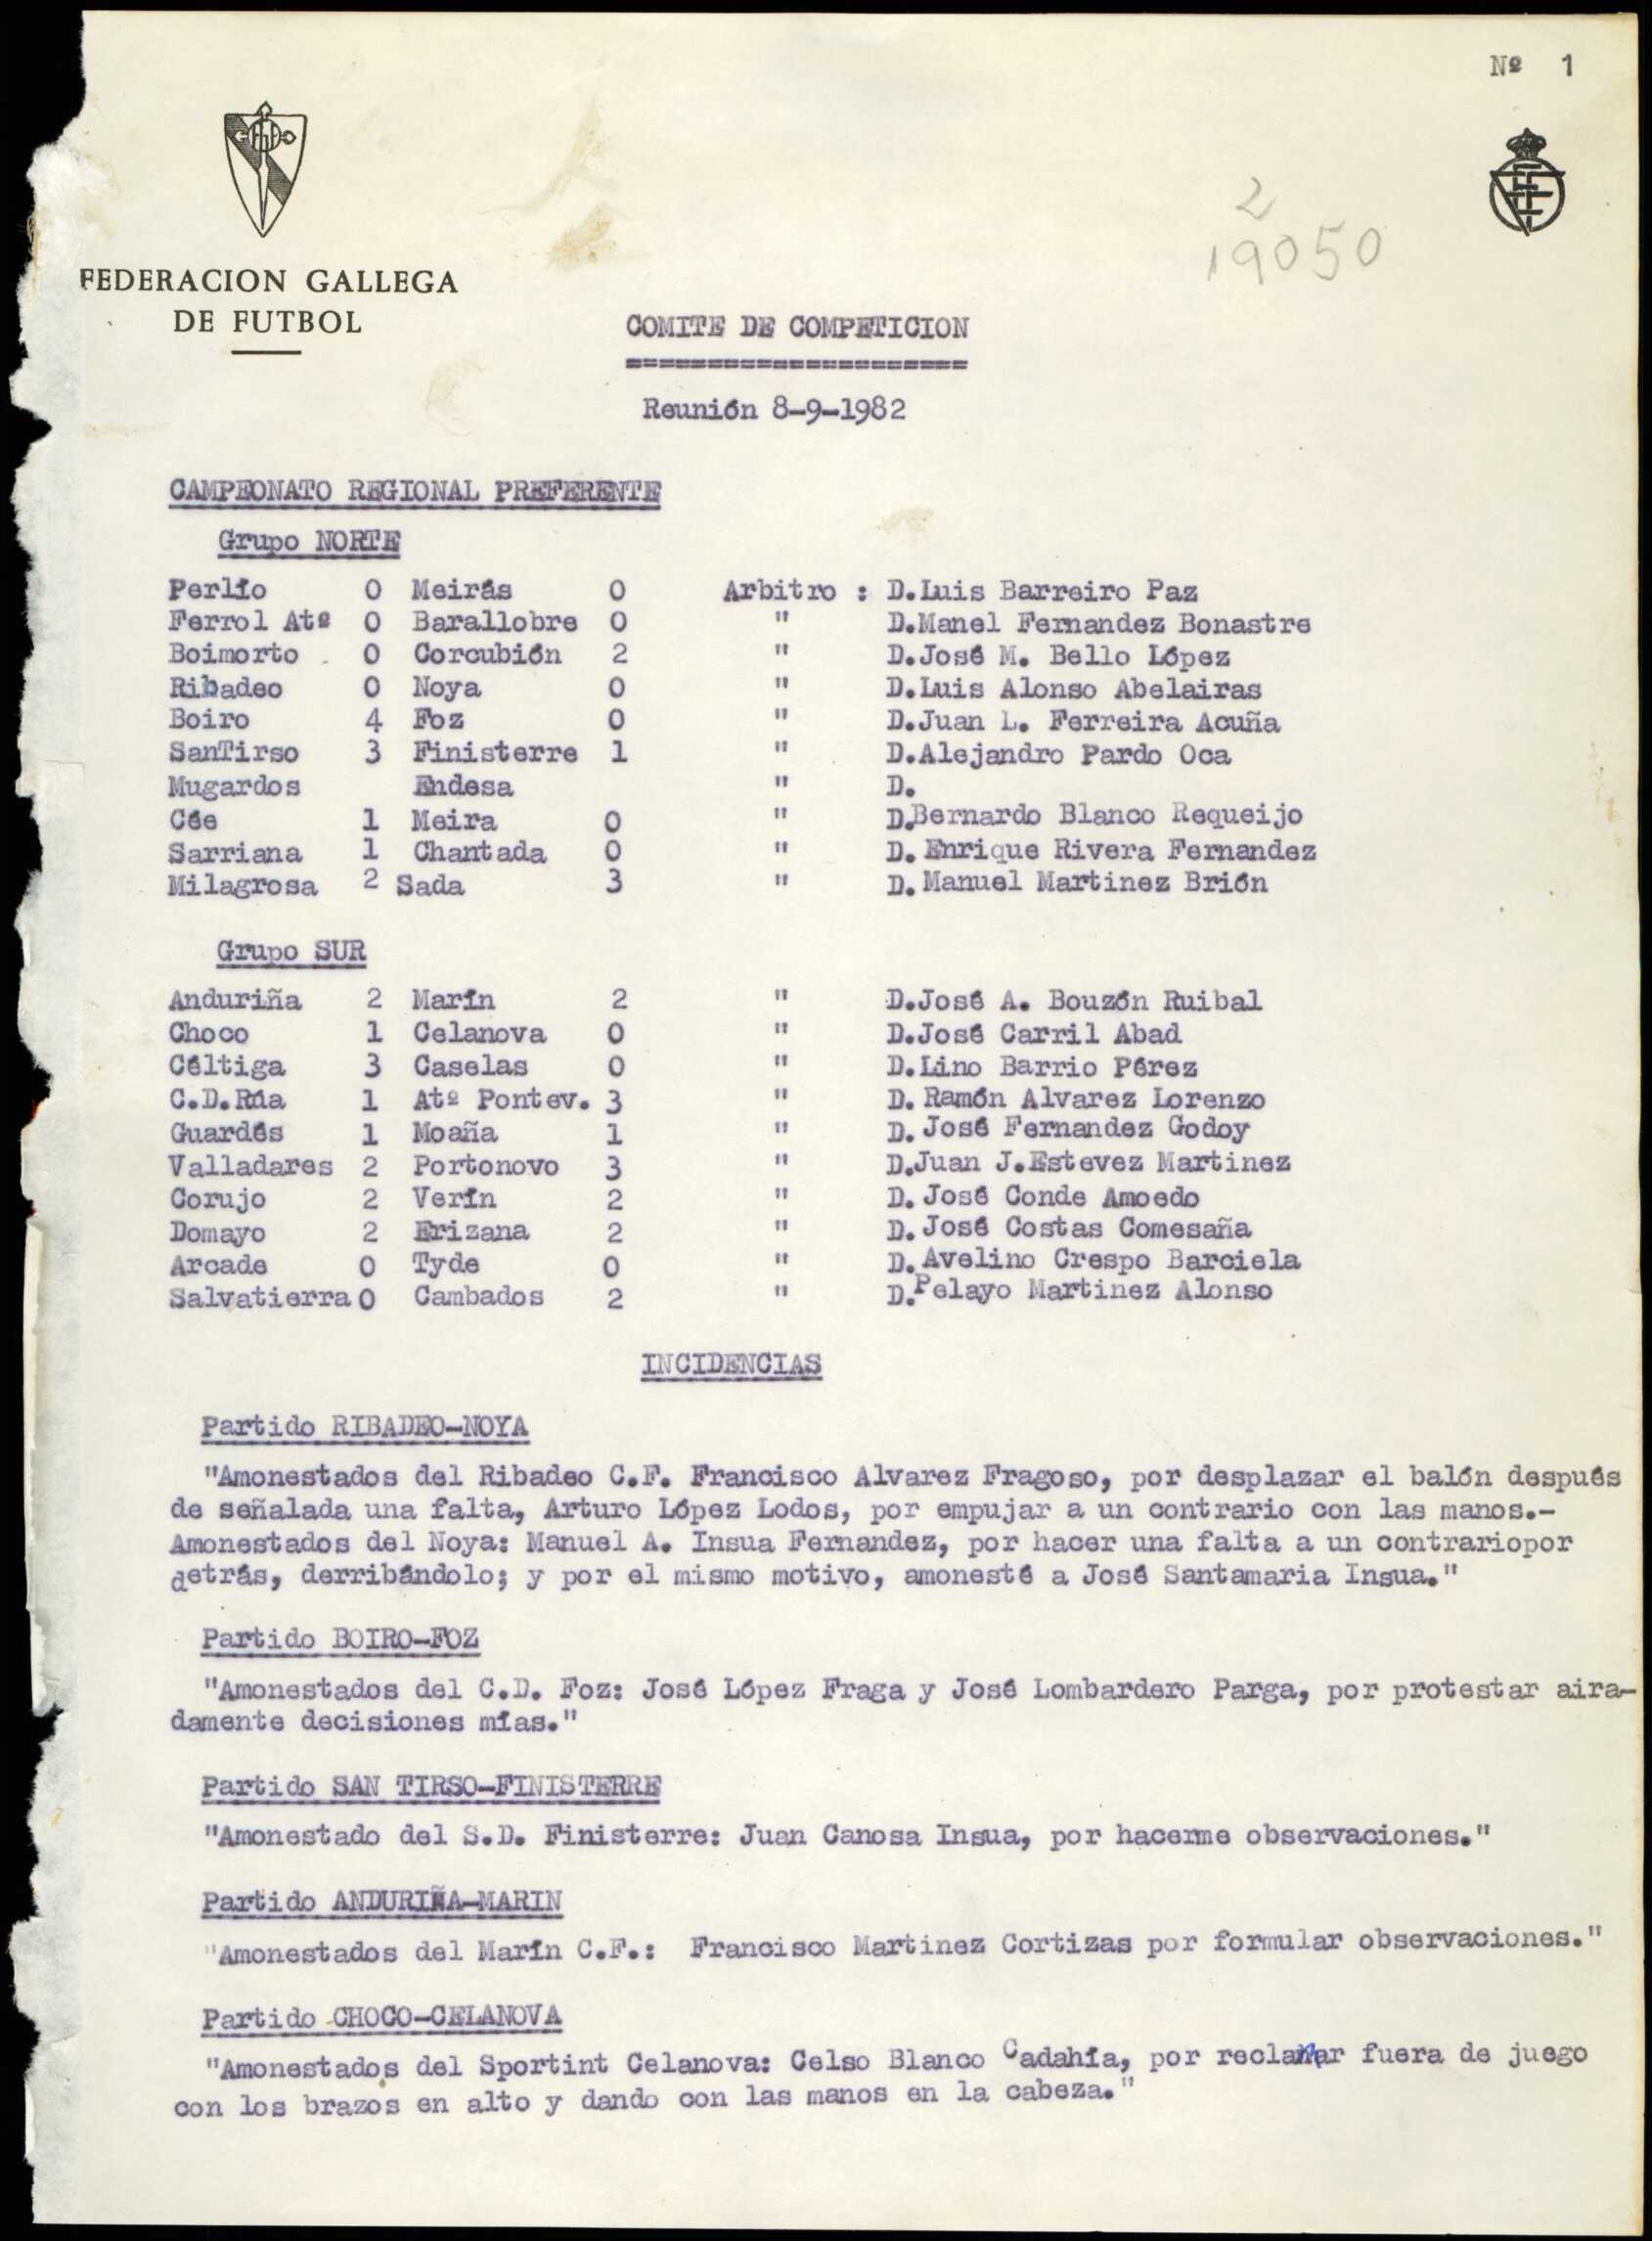 Nº 1
2
19050
FEDERACION GALLEGA
DE FUTBOL
COMITE DE COMPETICION
=====================
Reunión 8-9-1982
CAMPEONATO REGIONAL PREFERENTE
Grupo NORTE
Perlío 0 Meirás 0 Arbitro : D.Luis Barreiro Paz
Ferrol Atº 0 Barallobre 0 " D.Manel Fernandez Bonastre
Boimorto 0 Corcubión 2 " D.José M. Bello López
Ribadeo 0 Noya 0 " D.Luis Alonso Abelairas
Boiro 4 Foz 0 " D.Juan L. Ferreira Acuña
SanTirso 3 Finisterre 1 " D.Alejandro Pardo Oca
Mugardos Endesa " D.
Cée 1 Meira 0 " D.Bernardo Blanco Requeijo
Sarriana 1 Chantada 0 " D. Enrique Rivera Fernandez
Milagrosa 2 Sada 3 " D. Manuel Martinez Brión
Grupo SUR
Anduriña 2 Marín 2 " D.José A. Bouzón Ruibal
Choco 1 Celanova 0 " D.José Carril Abad
Céltiga 3 Caselas 0 " D.Lino Barrio Pérez
C.D.Rúa 1 Atº Pontev. 3 " D. Ramón Alvarez Lorenzo
Guardés 1 Moaña 1 " D. José Fernandez Godoy
Valladares 2 Portonovo 3 " D.Juan J.Estevez Martinez
Corujo 2 Verín 2 " D. José Conde Amoedo
Domayo 2 Erizana 2 " D. José Costas Comesaña
Arcade 0 Tyde 0 " D. Avelino Crespo Barciela
Salvatierra 0 Cambados 2 " D.Pelayo Martinez Alonso
INCIDENCIAS
Partido RIBADEO-NOYA
"Amonestados del Ribadeo C.F. Francisco Alvarez Fragoso, por desplazar el balón después
de señalada una falta, Arturo López Lodos, por empujar a un contrario con las manos.-
Amonestados del Noya: Manuel A. Insua Fernandez, por hacer una falta a un contrariopor
detrás, derribándolo; y por el mismo motivo, amonesté a José Santamaria Insua."
Partido BOIRO-FOZ
"Amonestados del C.D. Foz: José López Fraga y José Lombardero Parga, por protestar aira-
damente decisiones mías."
Partido SAN TIRSO-FINISTERRE
"Amonestado del S.D. Finisterre: Juan Canosa Insua, por hacerme observaciones."
Partido ANDURIÑA-MARIN
"Amonestados del Marín C.F.: Francisco Martinez Cortizas por formular observaciones."
Partido CHOCO-CELANOVA
"Amonestados del Sportint Celanova: Celso Blanco Cadahía, por reclamar fuera de juego
con los brazos en alto y dando con las manos en la cabeza."